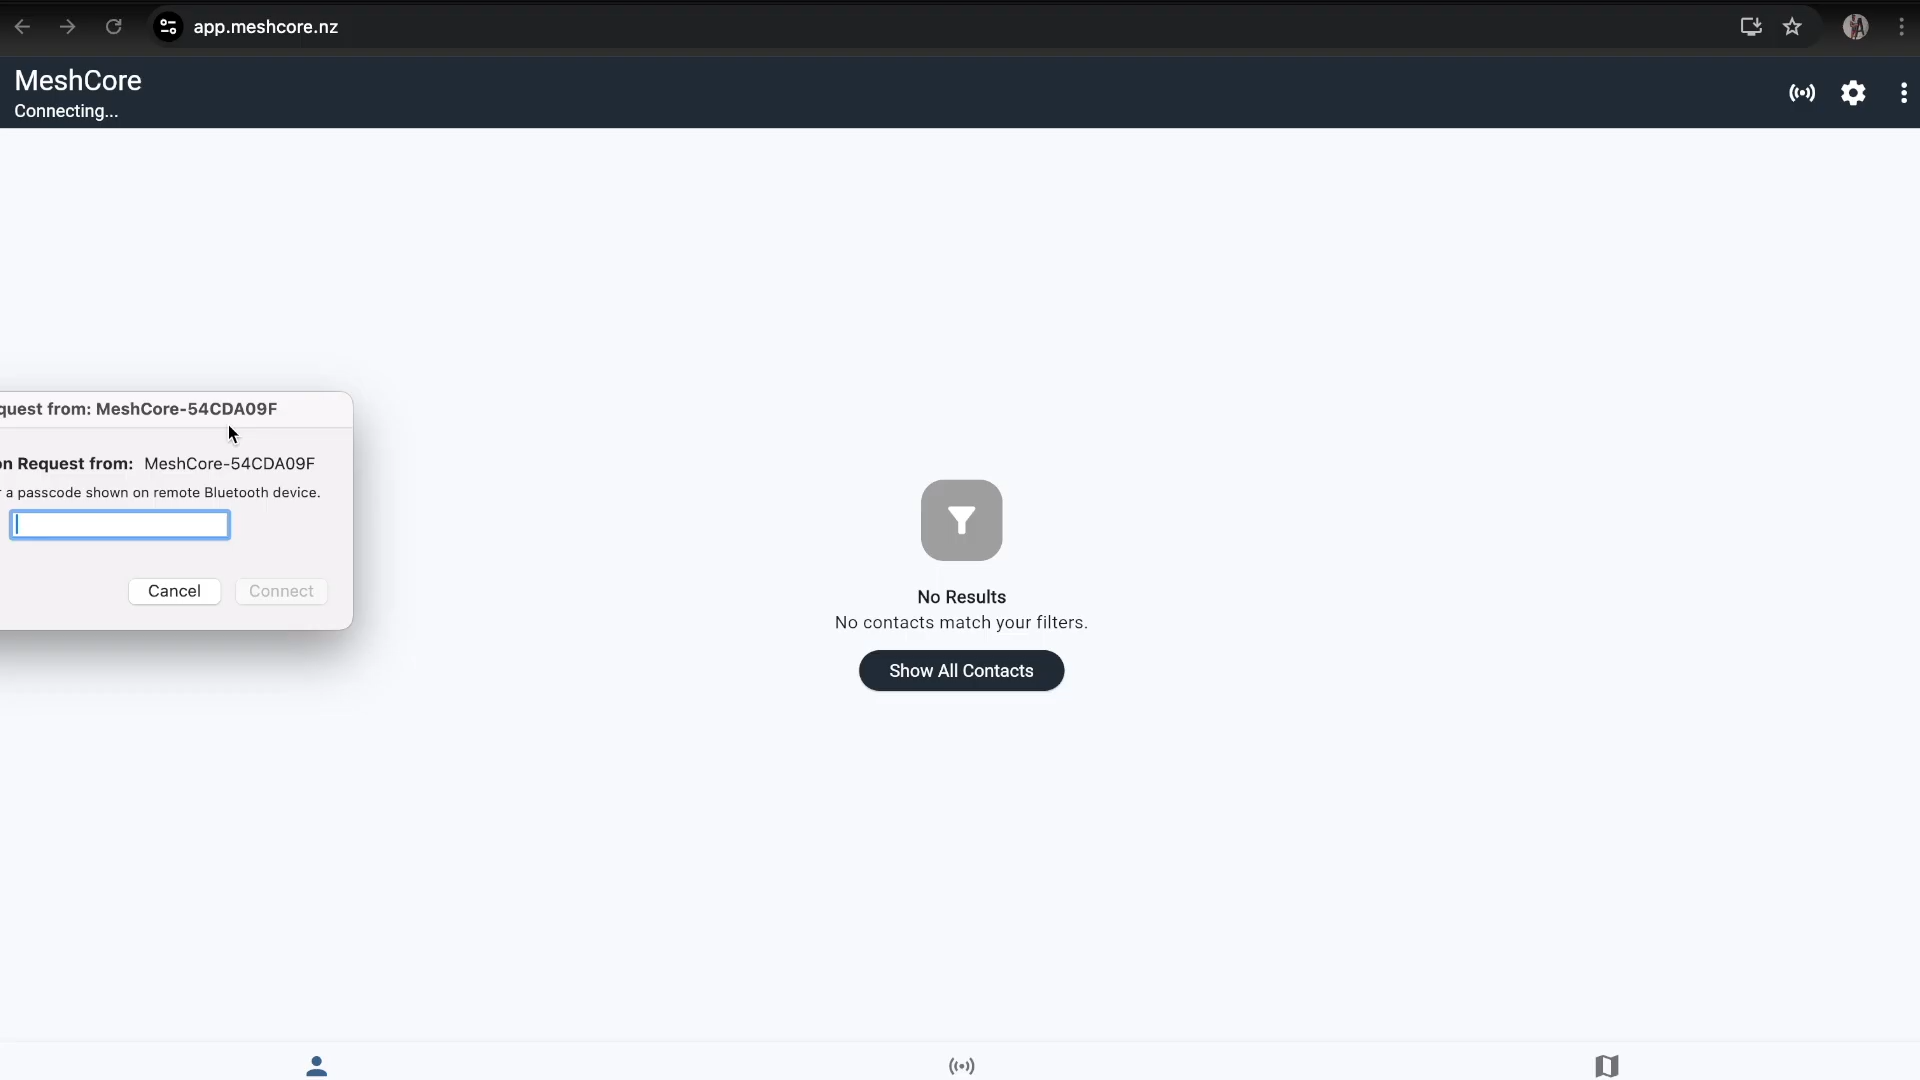 app.meshcore.nz
MeshCore
Connecting...
quest from: MeshCore-54CDA09F
on Request from: MeshCore-54CDA09F
a passcode shown on remote Bluetooth device.
Cancel
Connect
No Results
No contacts match your filters.
Show All Contacts